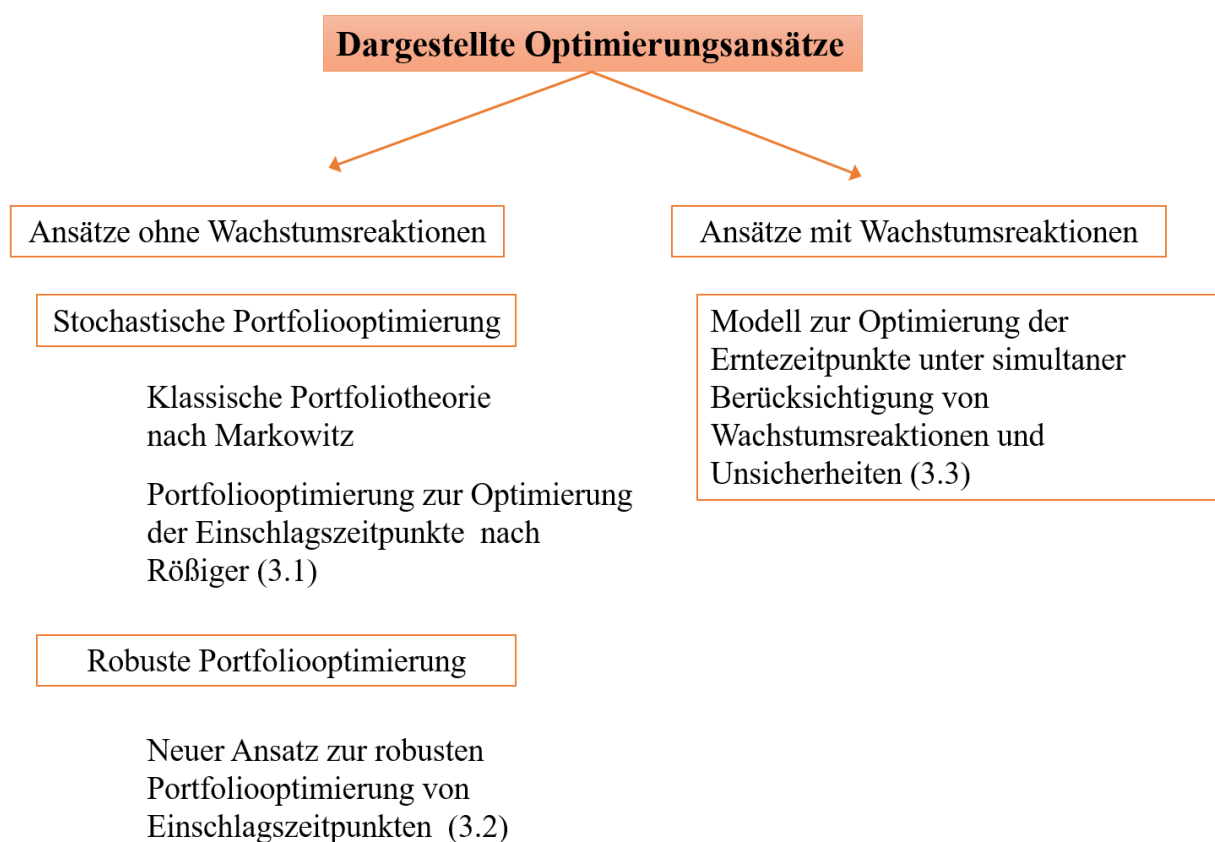 Dargestellte Optimierungsansätze
Ansätze ohne Wachstumsreaktionen
Stochastische Portfoliooptimierung
Klassische Portfoliotheorie
nach Markowitz
Portfoliooptimierung zur Optimierung
der Einschlagszeitpunkte nach
Rößiger (3.1)
Robuste Portfoliooptimierung
Neuer Ansatz zur robusten
Portfoliooptimierung von
Einschlagszeitpunkten (3.2)
Ansätze mit Wachstumsreaktionen
Modell zur Optimierung der
Erntezeitpunkte unter simultaner
Berücksichtigung von
Wachstumsreaktionen und
Unsicherheiten (3.3)